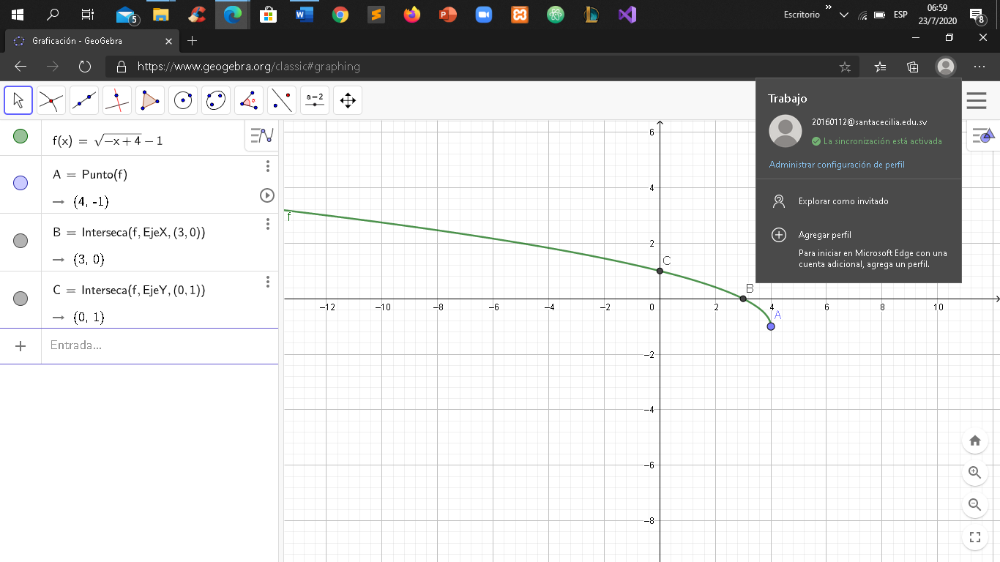 Escritorio
»
ESP
06:59
23/7/2020
5
8
Graficación - GeoGebra
https://www.geogebra.org/classic#graphing
a=2
f(x) = √(−x + 4) − 1
A = Punto(f)
→ (4, -1)
B = Interseca(f, EjeX, (3, 0))
→ (3, 0)
C = Interseca(f, EjeY, (0, 1))
→ (0, 1)
Entrada...
Trabajo
20160112@santacecilia.edu.sv
La sincronización está activada
Administrar configuración de perfil
Explorar como invitado
Agregar perfil
Para iniciar en Microsoft Edge con una
cuenta adicional, agrega un perfil.
6
4
2
f
C
B
A
−12 −10 −8 −6 −4 −2 0 2 4 6 8 10
−2
−4
−6
−8